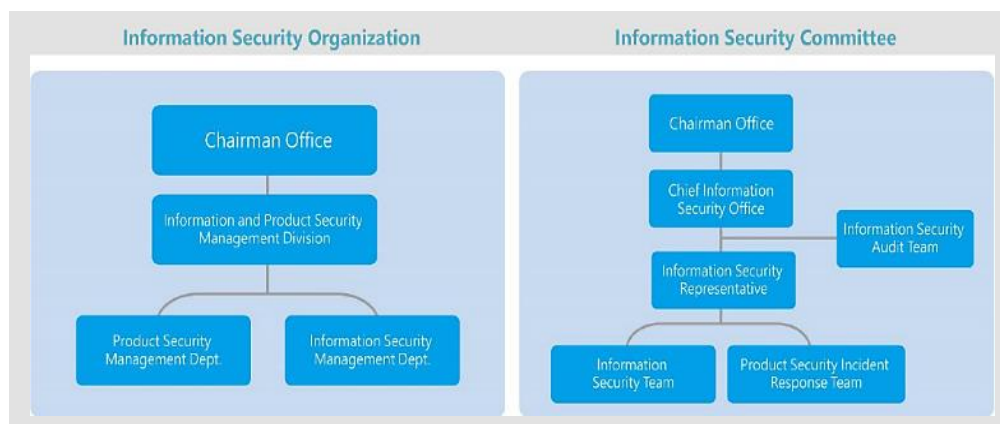 Information Security Organization
Chairman Office
Information and Product Security
Management Division
Product Security
Management Dept.
Information Security
Management Dept.
Information Security Committee
Chairman Office
Chief Information
Security Office
Information Security
Audit Team
Information Security
Representative
Information
Security Team
Product Security Incident
Response Team